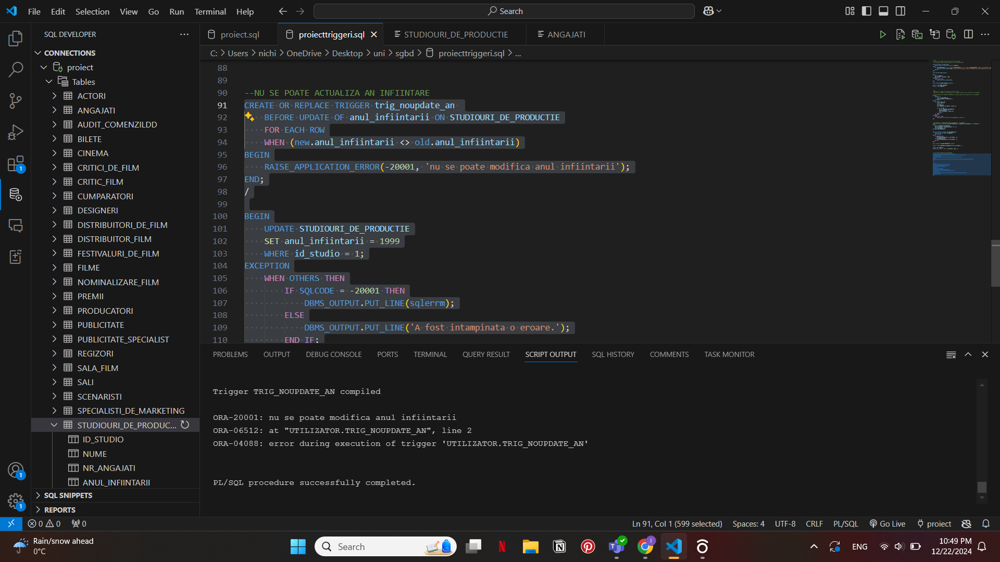 File Edit Selection View Go Run Terminal Help
Search
SQL DEVELOPER
CONNECTIONS
proiect
Tables
ACTORI
ANGAJATI
AUDIT_COMENZILDD
BILETE
CINEMA
CRITICI_DE_FILM
CRITIC_FILM
CUMPARATORI
DESIGNERI
DISTRIBUITORI_DE_FILM
DISTRIBUITOR_FILM
FESTIVALURI_DE_FILM
FILME
NOMINALIZARE_FILM
PREMII
PRODUCATORI
PUBLICITATE
PUBLICITATE_SPECIALIST
REGIZORI
SALA_FILM
SALI
SCENARISTI
SPECIALISTI_DE_MARKETING
STUDIOURI_DE_PRODUC...
ID_STUDIO
NUME
NR_ANGAJATI
ANUL_INFIINTARII
SQL SNIPPETS
REPORTS
proiect.sql proiecttriggeri.sql STUDIOURI_DE_PRODUCTIE ANGAJATI
C: > Users > nichi > OneDrive > Desktop > uni > sgbd > proiecttriggeri.sql > ...
88
89
90 --NU SE POATE ACTUALIZA AN INFIINTARE
91 CREATE OR REPLACE TRIGGER trig_noupdate_an
92 BEFORE UPDATE OF anul_infiintarii ON STUDIOURI_DE_PRODUCTIE
93 FOR EACH ROW
94 WHEN (new.anul_infiintarii <> old.anul_infiintarii)
95 BEGIN
96 RAISE_APPLICATION_ERROR(-20001, 'nu se poate modifica anul infiintarii');
97 END;
98 /
99
100 BEGIN
101 UPDATE STUDIOURI_DE_PRODUCTIE
102 SET anul_infiintarii = 1999
103 WHERE id_studio = 1;
104 EXCEPTION
105 WHEN OTHERS THEN
106 IF SQLCODE = -20001 THEN
107 DBMS_OUTPUT.PUT_LINE(sqlerrm);
108 ELSE
109 DBMS_OUTPUT.PUT_LINE('A fost intampinata o eroare.');
110 END IF;
PROBLEMS OUTPUT DEBUG CONSOLE PORTS TERMINAL QUERY RESULT SCRIPT OUTPUT SQL HISTORY COMMENTS TASK MONITOR
Trigger TRIG_NOUPDATE_AN compiled
ORA-20001: nu se poate modifica anul infiintarii
ORA-06512: at "UTILIZATOR.TRIG_NOUPDATE_AN", line 2
ORA-04088: error during execution of trigger 'UTILIZATOR.TRIG_NOUPDATE_AN'
PL/SQL procedure successfully completed.
1
1
1
0 0 0 Ln 91, Col 1 (599 selected) Spaces: 4 UTF-8 CRLF PL/SQL Go Live proiect
Rain/snow ahead
0°C
Search
ENG
10:49 PM
12/22/2024